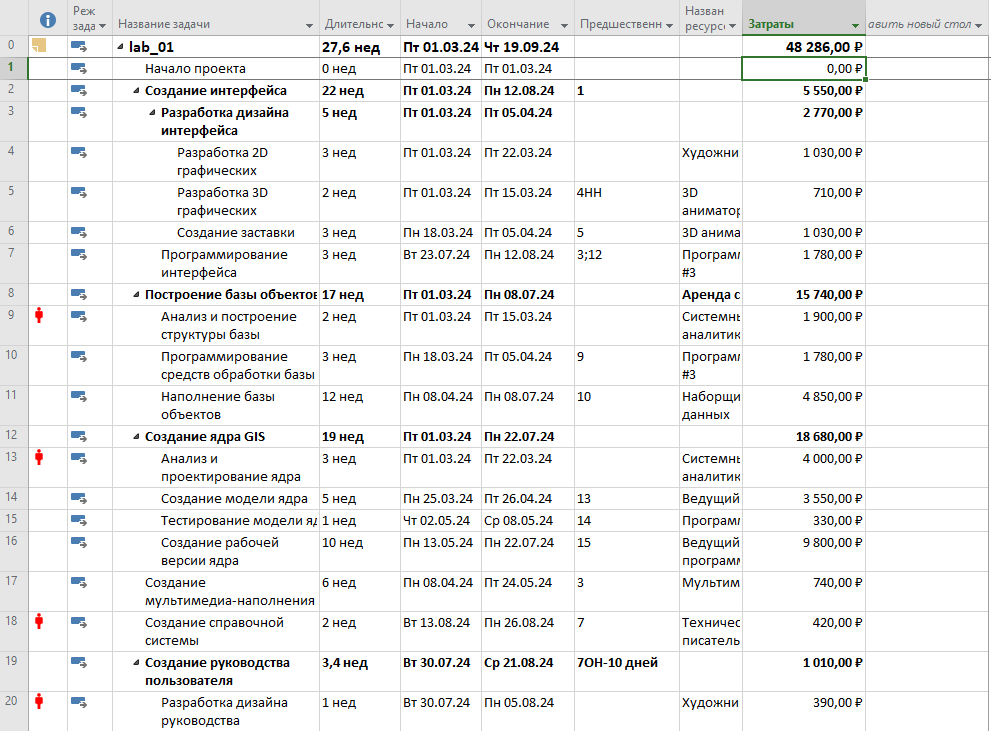 Реж зада Название задачи Длительнс Начало Окончание Предшественн Назван ресурсс Затраты авить новый стол
0 lab_01 27,6 нед Пт 01.03.24 Чт 19.09.24 48 286,00 ₽
1 Начало проекта 0 нед Пт 01.03.24 Пт 01.03.24 0,00 ₽
2 Создание интерфейса 22 нед Пт 01.03.24 Пн 12.08.24 1 5 550,00 ₽
3 Разработка дизайна 5 нед Пт 01.03.24 Пт 05.04.24 2 770,00 ₽
интерфейса
4 Разработка 2D 3 нед Пт 01.03.24 Пт 22.03.24 Художни 1 030,00 ₽
графических
5 Разработка 3D 2 нед Пт 01.03.24 Пт 15.03.24 4НН 3D 710,00 ₽
графических аниматор
6 Создание заставки 3 нед Пн 18.03.24 Пт 05.04.24 5 3D анима 1 030,00 ₽
7 Программирование 3 нед Вт 23.07.24 Пн 12.08.24 3;12 Програм 1 780,00 ₽
интерфейса #3
8 Построение базы объектов 17 нед Пт 01.03.24 Пн 08.07.24 Аренда с 15 740,00 ₽
9 Анализ и построение 2 нед Пт 01.03.24 Пт 15.03.24 Системн 1 900,00 ₽
структуры базы аналитик
10 Программирование 3 нед Пн 18.03.24 Пт 05.04.24 9 Програм 1 780,00 ₽
средств обработки базы #3
11 Наполнение базы 12 нед Пн 08.04.24 Пн 08.07.24 10 Наборщи 4 850,00 ₽
объектов данных
12 Создание ядра GIS 19 нед Пт 01.03.24 Пн 22.07.24 18 680,00 ₽
13 Анализ и 3 нед Пт 01.03.24 Пт 22.03.24 Системн 4 000,00 ₽
проектирование ядра аналитик
14 Создание модели ядра 5 нед Пн 25.03.24 Пт 26.04.24 13 Ведущий 3 550,00 ₽
15 Тестирование модели яд 1 нед Чт 02.05.24 Ср 08.05.24 14 Програм 330,00 ₽
16 Создание рабочей 10 нед Пн 13.05.24 Пн 22.07.24 15 Ведущий 9 800,00 ₽
версии ядра програм
17 Создание 6 нед Пн 08.04.24 Пт 24.05.24 3 Мультим 740,00 ₽
мультимедиа-наполнения
18 Создание справочной 2 нед Вт 13.08.24 Пн 26.08.24 7 Техничес 420,00 ₽
системы писатель
19 Создание руководства 3,4 нед Вт 30.07.24 Ср 21.08.24 7ОН-10 дней 1 010,00 ₽
пользователя
20 Разработка дизайна 1 нед Вт 30.07.24 Пн 05.08.24 Художни 390,00 ₽
руководства